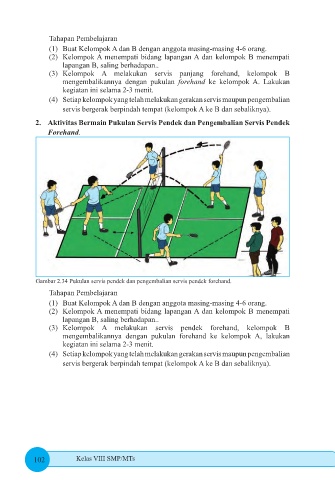 Tahapan Pembelajaran
(1) Buat Kelompok A dan B dengan anggota masing-masing 4-6 orang.
(2) Kelompok A menempati bidang lapangan A dan kelompok B menempati
lapangan B, saling berhadapan..
(3) Kelompok A melakukan servis panjang forehand, kelompok B
mengembalikannya dengan pukulan forehand ke kelompok A. Lakukan
kegiatan ini selama 2-3 menit.
(4) Setiap kelompok yang telah melakukan gerakan servis maupun pengembalian
servis bergerak berpindah tempat (kelompok A ke B dan sebaliknya).
2. Aktivitas Bermain Pukulan Servis Pendek dan Pengembalian Servis Pendek
Forehand.
Gambar 2.34 Pukulan servis pendek dan pengembalian servis pendek forehand.
Tahapan Pembelajaran
(1) Buat Kelompok A dan B dengan anggota masing-masing 4-6 orang.
(2) Kelompok A menempati bidang lapangan A dan kelompok B menempati
lapangan B, saling berhadapan..
(3) Kelompok A melakukan servis pendek forehand, kelompok B
mengembalikannya dengan pukulan forehand ke kelompok A, lakukan
kegiatan ini selama 2-3 menit.
(4) Setiap kelompok yang telah melakukan gerakan servis maupun pengembalian
servis bergerak berpindah tempat (kelompok A ke B dan sebaliknya).
102 Kelas VIII SMP/MTs